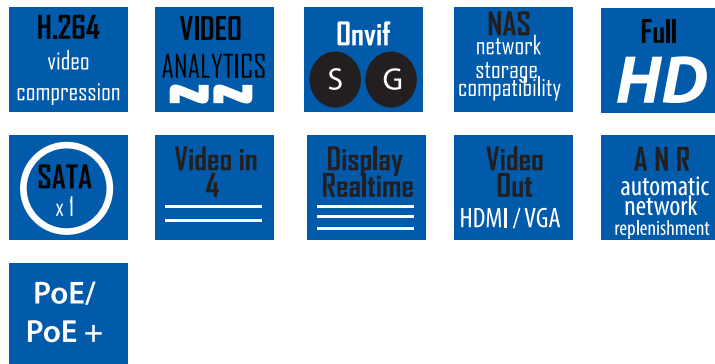 H.264
video
compression
VIDEO
ANALYTICS
NN
Onvif
S G
NAS
network
storage
compatibility
Full
HD
SATA
x 1
Video in
4
Display
Realtime
Video
Out
HDMI / VGA
A N R
automatic
network
replenishment
PoE/
PoE +